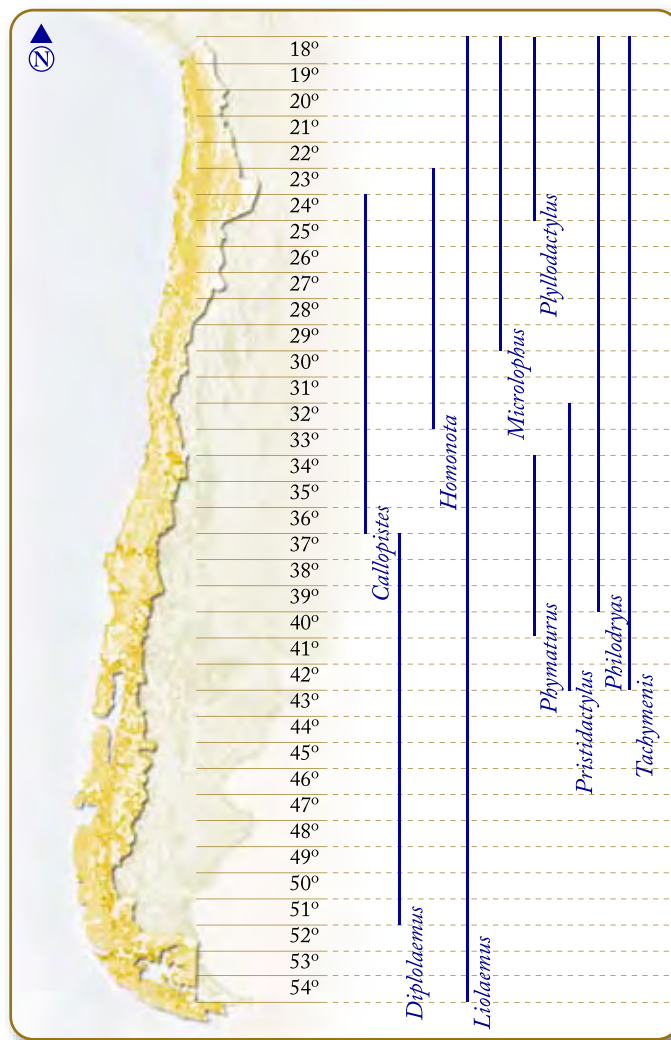 N
18º
19º
20º
21º
22º
23º
24º
25º
26º
27º
28º
29º
30º
31º
32º
33º
34º
35º
36º
37º
38º
39º
40º
41º
42º
43º
44º
45º
46º
47º
48º
49º
50º
51º
52º
53º
54º
Callopistes
Diplolaemus
Homonota
Liolaemus
Microlophus
Plyllodactylus
Phymaturus
Pristidactylus
Philodryas
Tachymenis